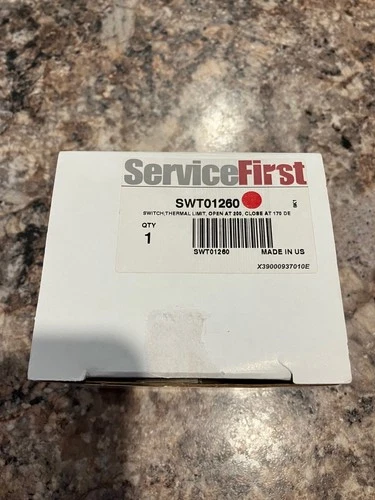 ServiceFirst
SWT01260
SWITCH;THERMAL LIMIT, OPEN AT 200, CLOSE AT 170 DE
QTY
1
SWT01260
MADE IN US
X39000937010E